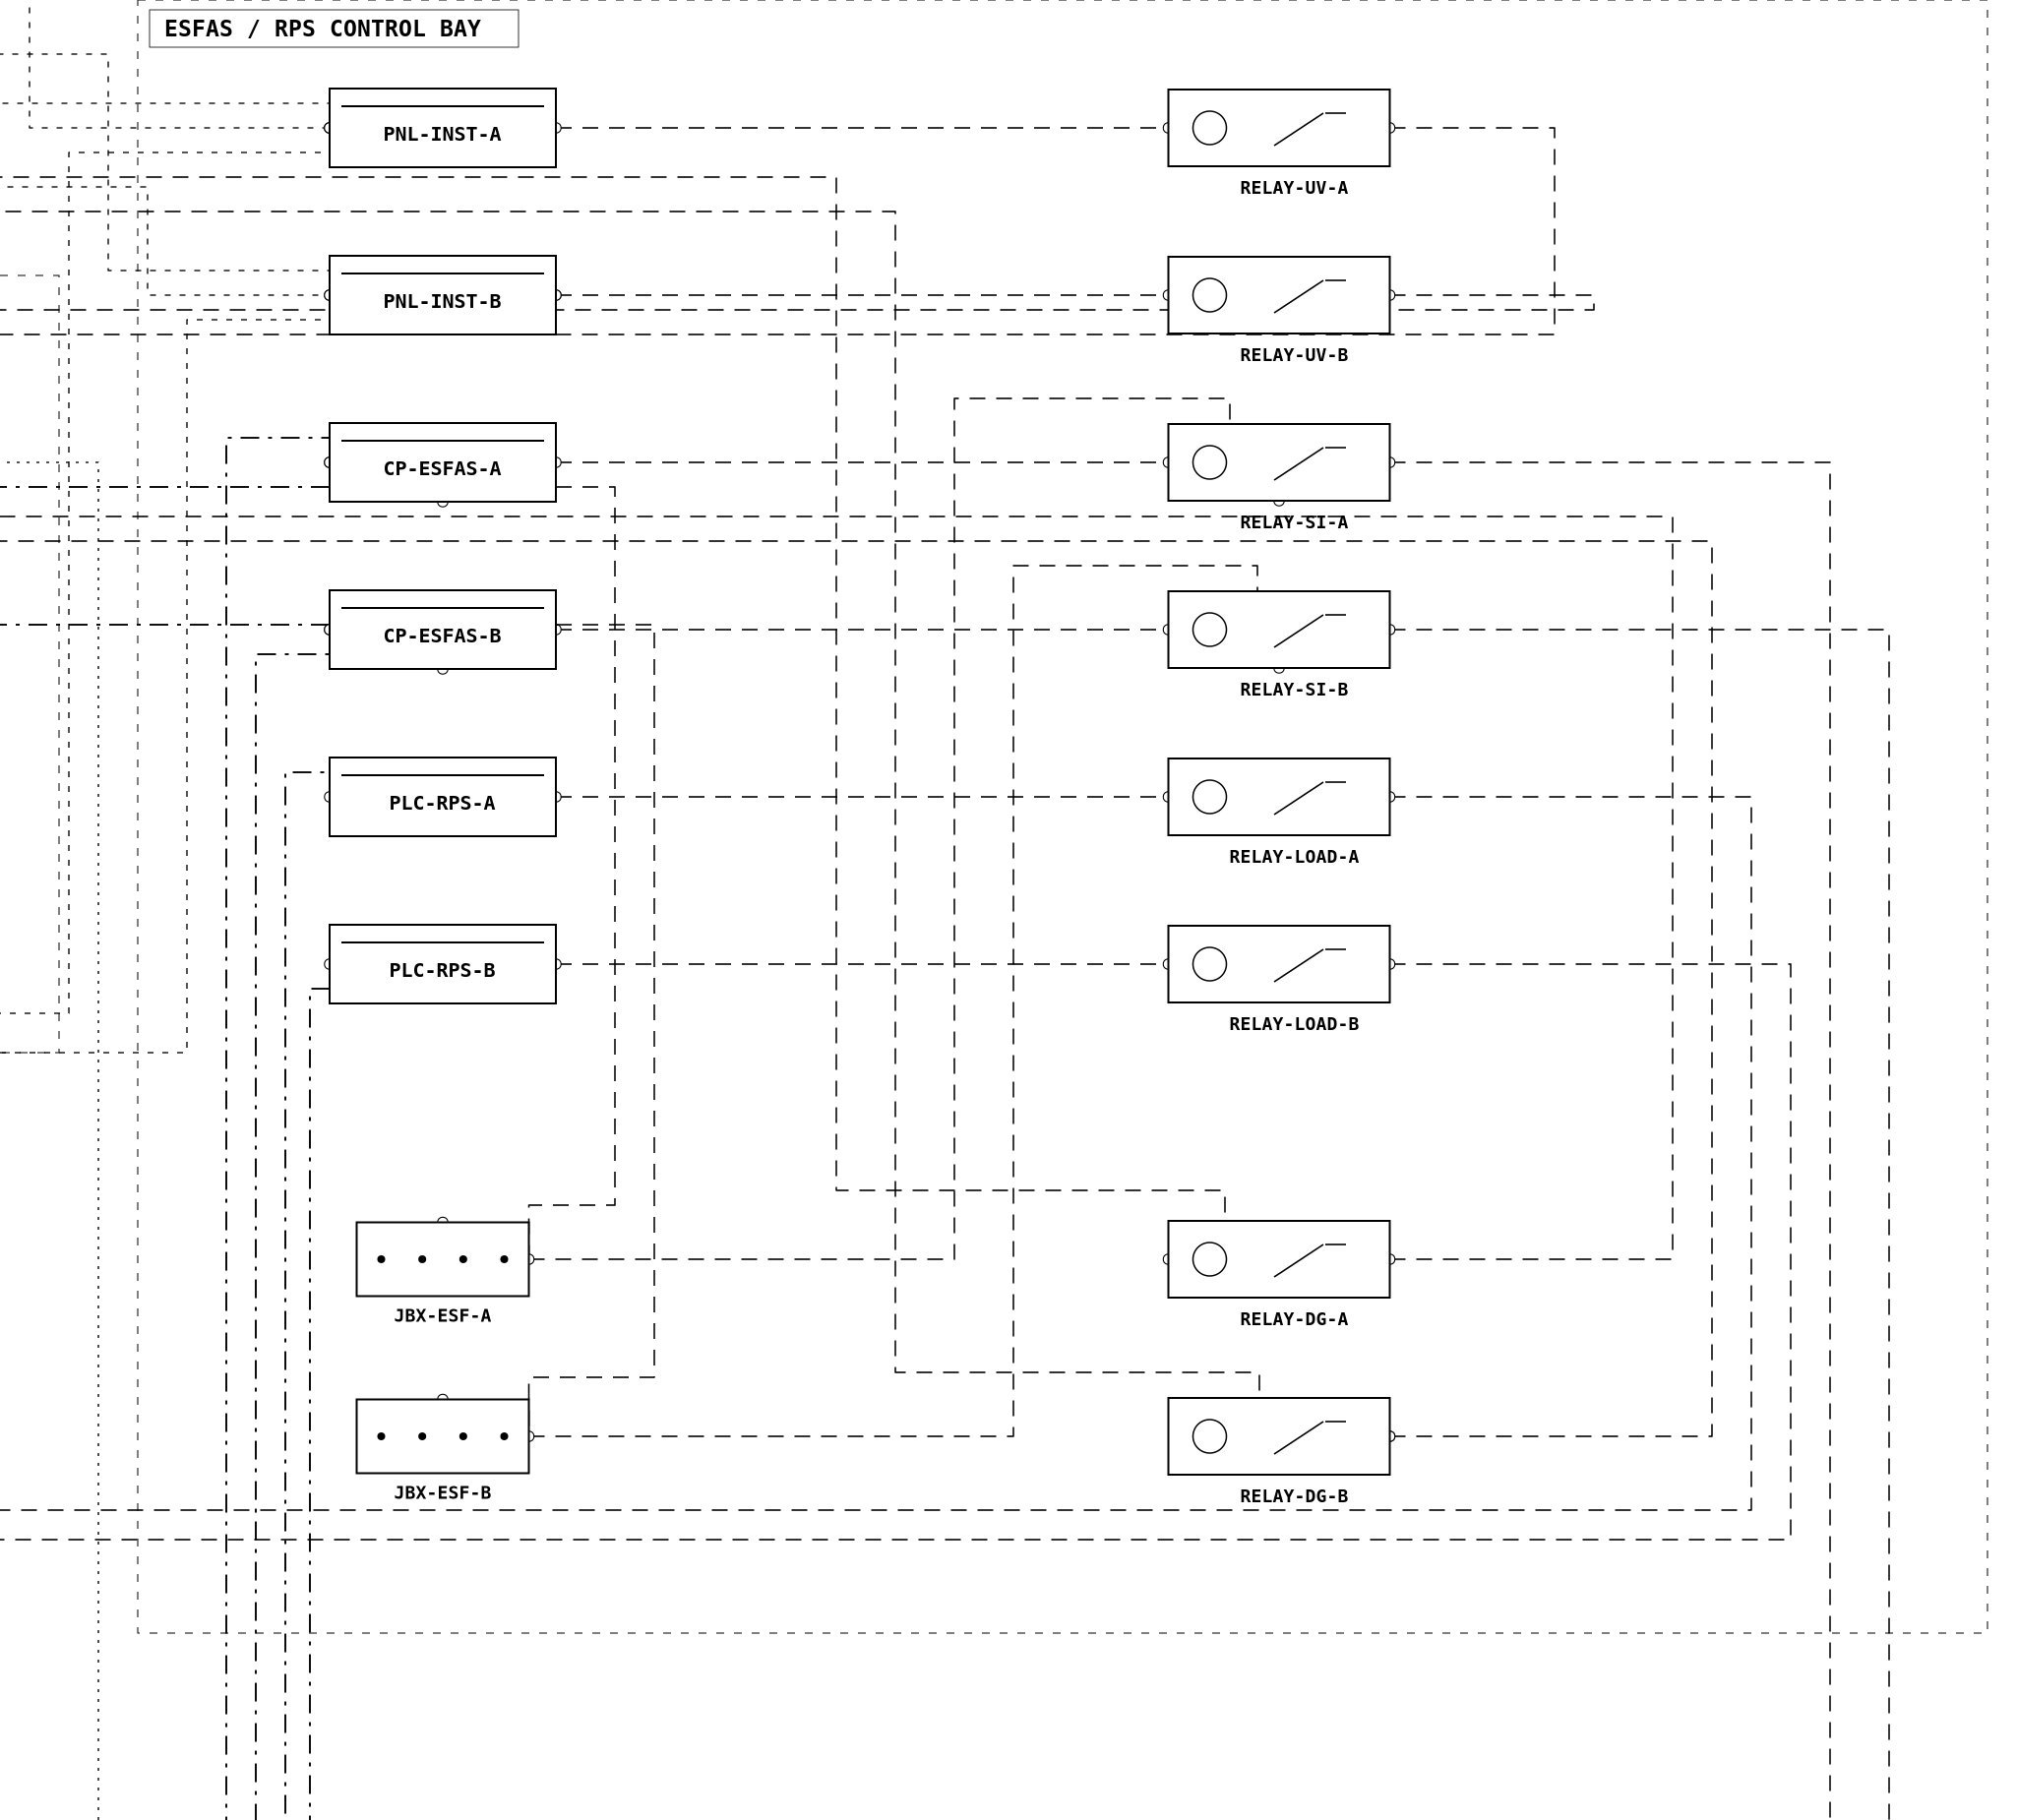 ESFAS / RPS CONTROL BAY
PNL-INST-A
RELAY-UV-A
PNL-INST-B
RELAY-UV-B
CP-ESFAS-A
RELAY-SI-A
CP-ESFAS-B
RELAY-SI-B
PLC-RPS-A
RELAY-LOAD-A
PLC-RPS-B
RELAY-LOAD-B
JBX-ESF-A
RELAY-DG-A
JBX-ESF-B
RELAY-DG-B